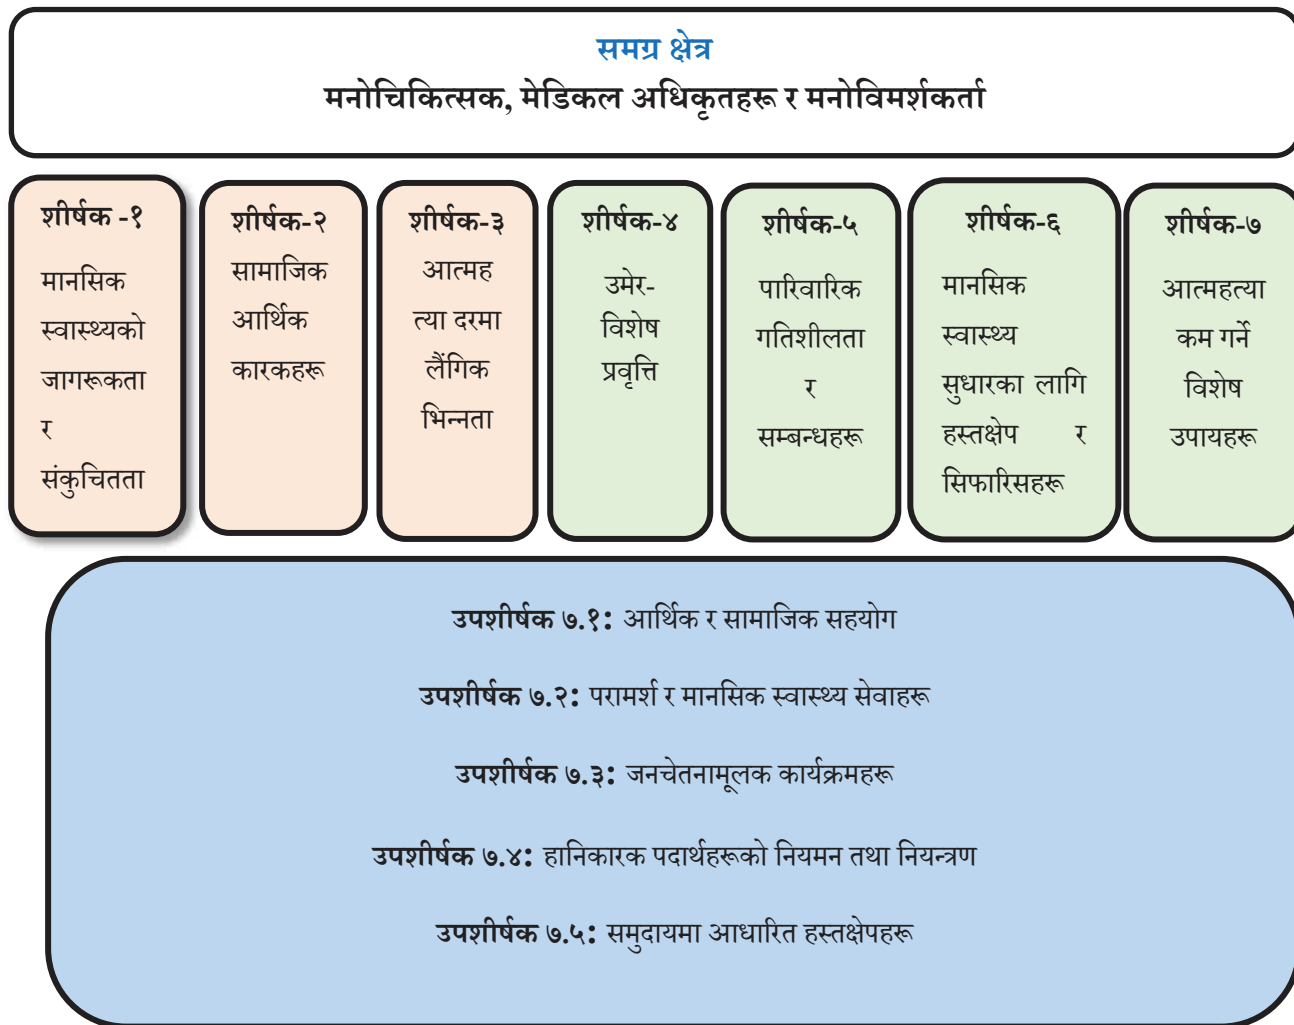 समग्र क्षेत्र
मनोचिकित्सक, मेडिकल अधिकृतहरू र मनोविमर्शकर्ता
शीर्षक -१
मानसिक
स्वास्थ्यको
जागरूकता
र
संकुचितता
शीर्षक-२
सामाजिक
आर्थिक
कारकहरू
शीर्षक-३
आत्मह
त्या दरमा
लैंगिक
भिन्नता
शीर्षक-४
उमेर-
विशेष
प्रवृत्ति
शीर्षक-५
पारिवारिक
गतिशीलता
र
सम्बन्धहरू
शीर्षक-६
मानसिक
स्वास्थ्य
सुधारका लागि
हस्तक्षेप र
सिफारिसहरू
शीर्षक-७
आत्महत्या
कम गर्ने
विशेष
उपायहरू
उपशीर्षक ७.१: आर्थिक र सामाजिक सहयोग
उपशीर्षक ७.२: परामर्श र मानसिक स्वास्थ्य सेवाहरू
उपशीर्षक ७.३: जनचेतनामूलक कार्यक्रमहरू
उपशीर्षक ७.४: हानिकारक पदार्थहरूको नियमन तथा नियन्त्रण
उपशीर्षक ७.५: समुदायमा आधारित हस्तक्षेपहरू